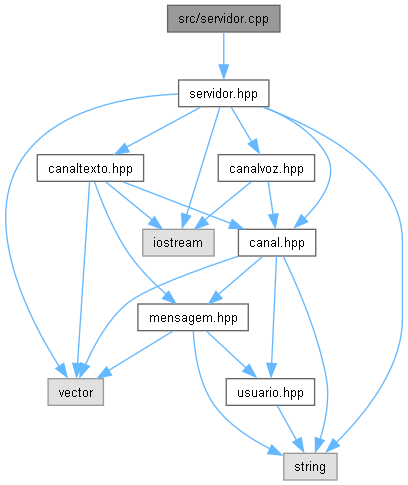 src/servidor.cpp
servidor.hpp
canaltexto.hpp
canalvoz.hpp
iostream
canal.hpp
mensagem.hpp
vector
usuario.hpp
string